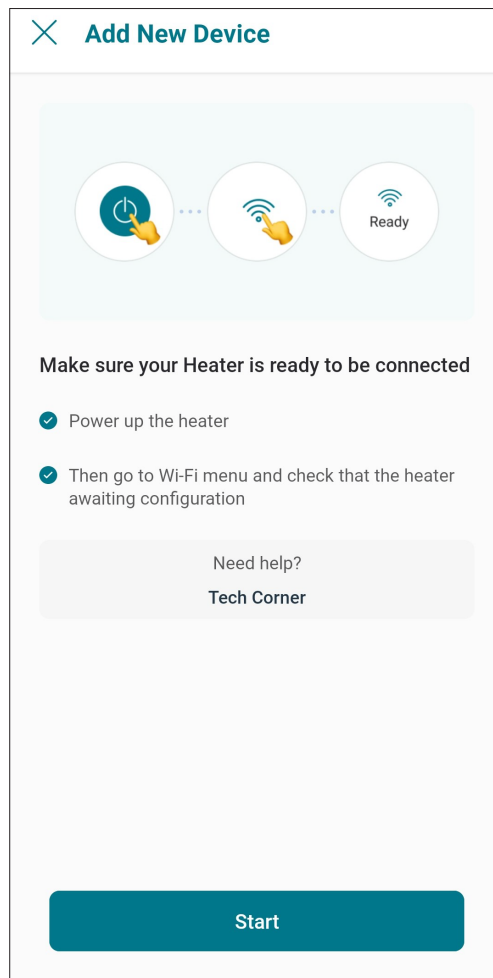 Add New Device
Ready
Make sure your Heater is ready to be connected
Power up the heater
Then go to Wi-Fi menu and check that the heater
awaiting configuration
Need help?
Tech Corner
Start